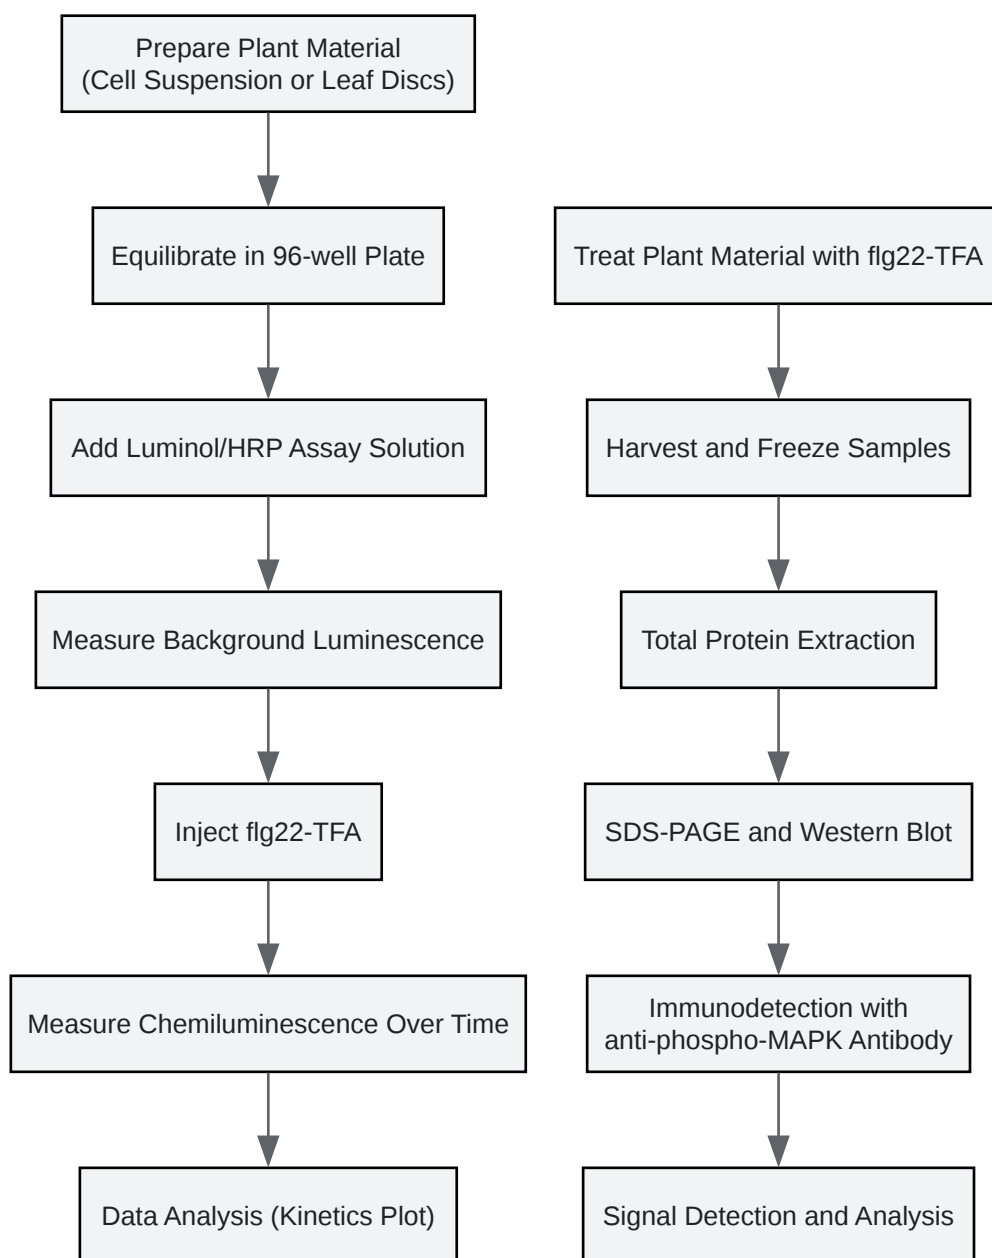 Prepare Plant Material
(Cell Suspension or Leaf Discs)
Equilibrate in 96-well Plate
Add Luminol/HRP Assay Solution
Measure Background Luminescence
Inject flg22-TFA
Measure Chemiluminescence Over Time
Data Analysis (Kinetics Plot)
Treat Plant Material with flg22-TFA
Harvest and Freeze Samples
Total Protein Extraction
SDS-PAGE and Western Blot
Immunodetection with
anti-phospho-MAPK Antibody
Signal Detection and Analysis